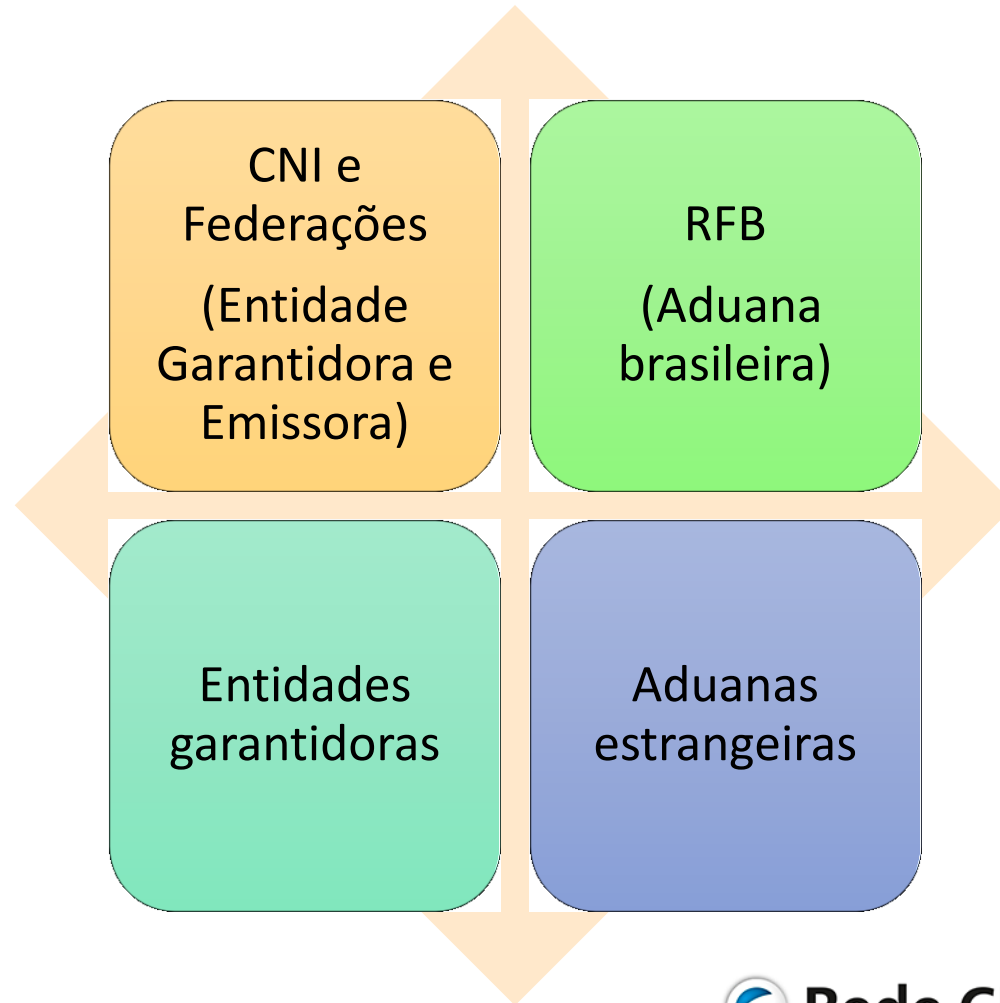 CNI e
Federações
(Entidade
Garantidora e
Emissora)
RFB
(Aduana
brasileira)
Entidades
garantidoras
Aduanas
estrangeiras